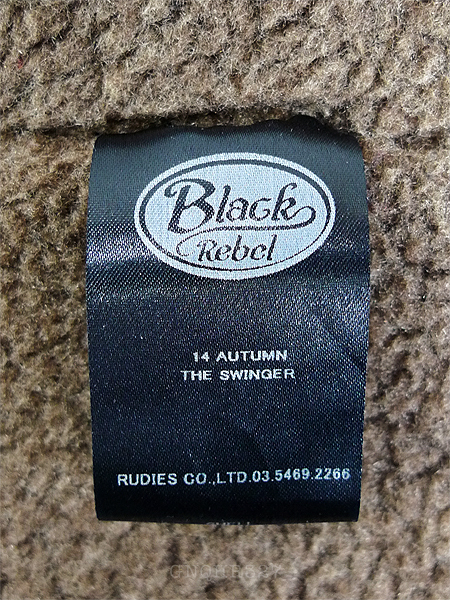 Black
Rebel
14 AUTUMN
THE SWINGER
RUDIES CO.,LTD.03.5469.2266